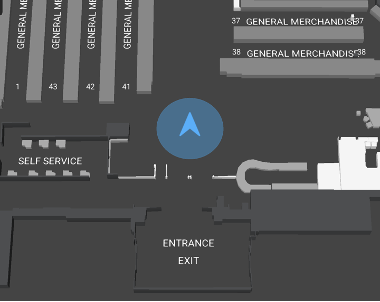 GENERAL ME
GENERAL ME
GENERAL ME
GENERAL ME
37 GENERAL MERCHANDISE 37
38 GENERAL MERCHANDISE 38
1 43 42 41
SELF SERVICE
ENTRANCE
EXIT